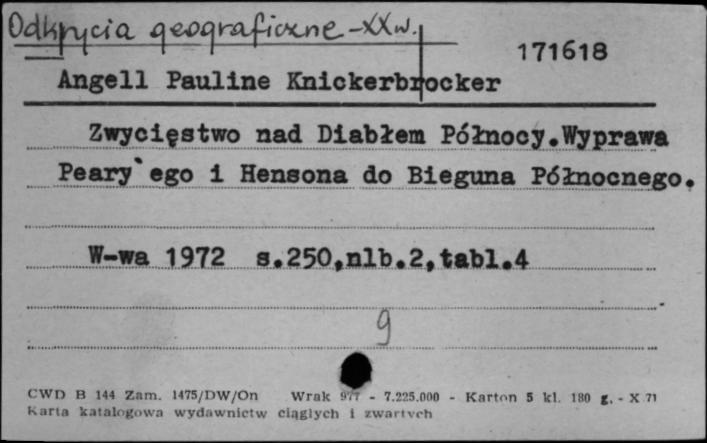 Odkrycia geograficzne - XX w.
171618
Angell Pauline Knickerbrocker
Zwycięstwo nad Diabłem Północy.Wyprawa
Peary`ego i Hensona do Bieguna Północnego.
W-wa 1972 s.250,nlb.2,tabl.4
9
CWD B 144 Zam. 1475/DW/On Wrak 977 - 7.225.000 - Karton 5 kl. 180 g. - X 71
Karta katalogowa wydawnictw ciągłych i zwartych